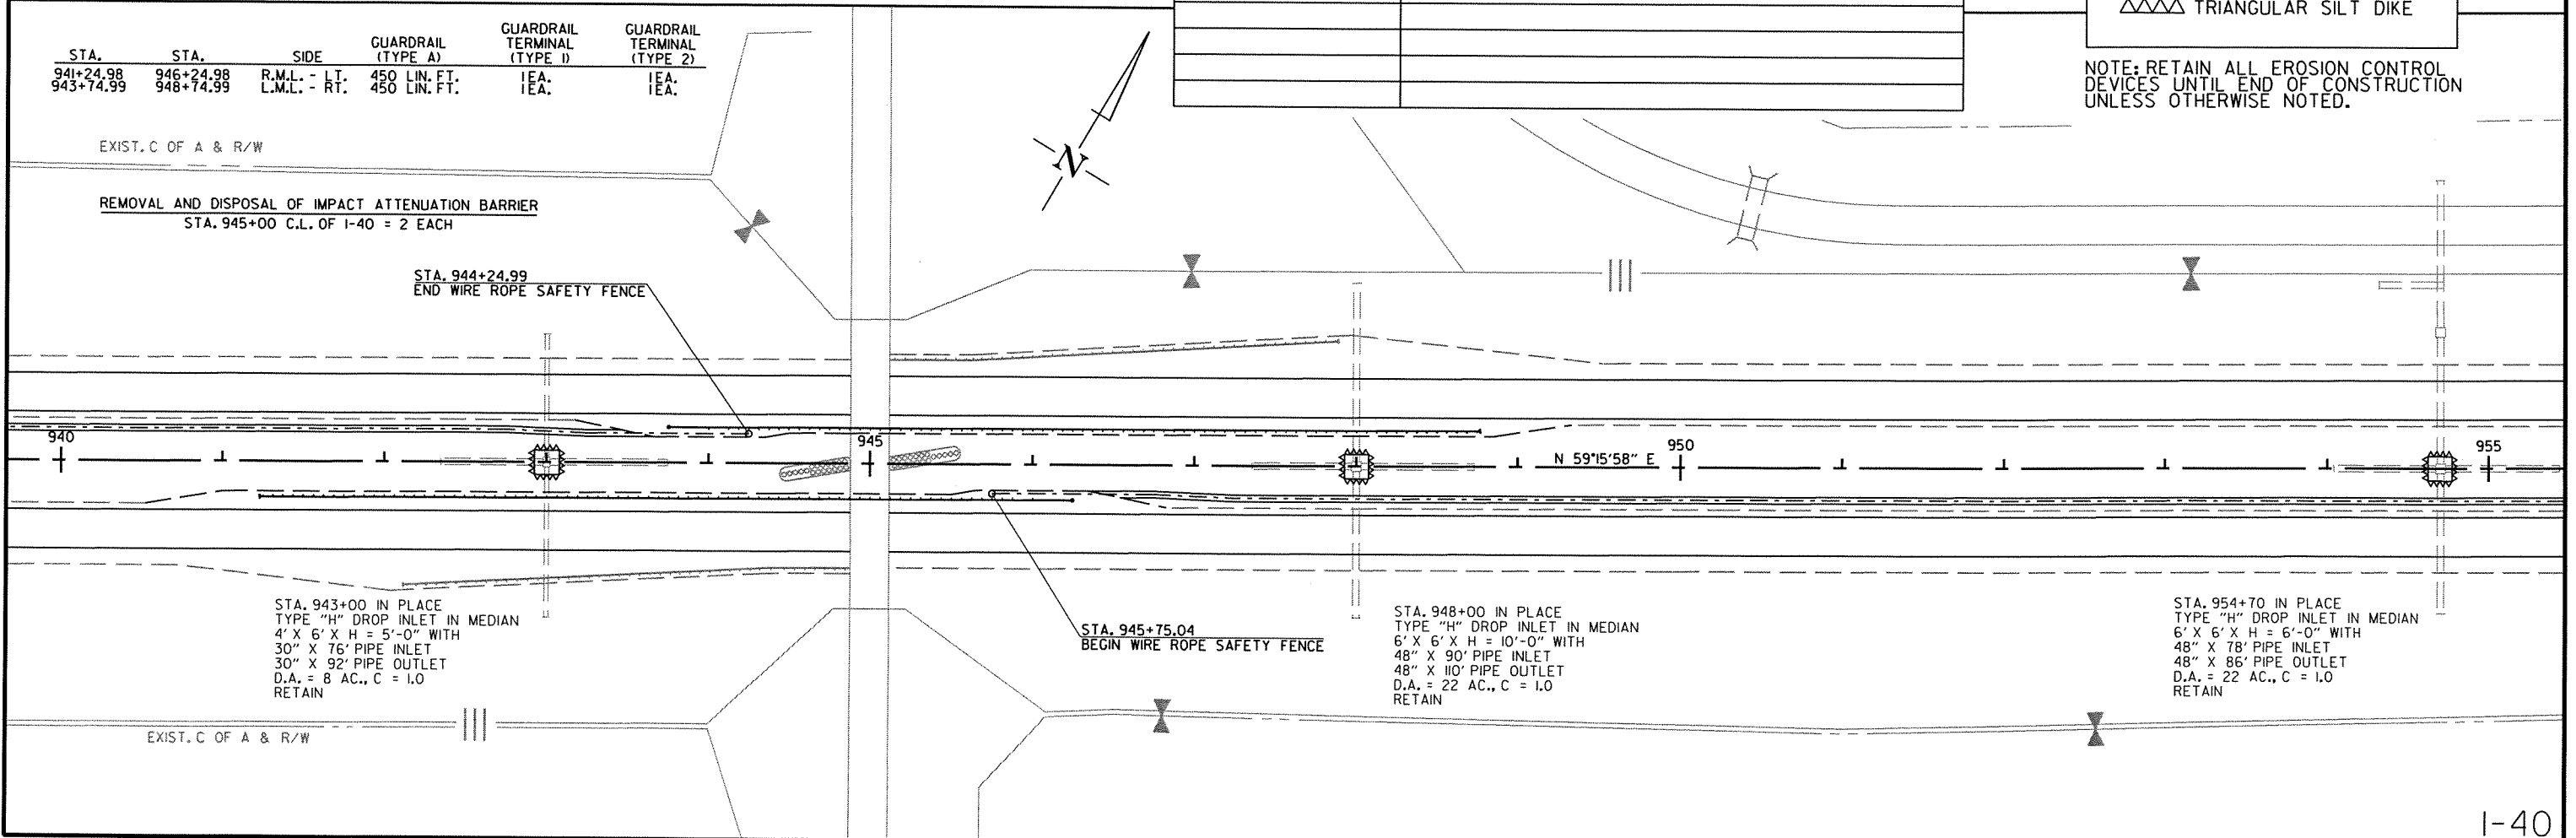 △△△△ TRIANGULAR SILT DIKE
NOTE: RETAIN ALL EROSION CONTROL
DEVICES UNTIL END OF CONSTRUCTION
UNLESS OTHERWISE NOTED.
STA. STA. SIDE GUARDRAIL (TYPE A) GUARDRAIL TERMINAL (TYPE 1) GUARDRAIL TERMINAL (TYPE 2)
941+24.98 946+24.98 R.M.L. - LT. 450 LIN. FT. 1 EA. 1 EA.
943+74.99 948+74.99 L.M.L. - RT. 450 LIN. FT. 1 EA. 1 EA.
EXIST. C OF A & R/W
N
REMOVAL AND DISPOSAL OF IMPACT ATTENUATION BARRIER
STA. 945+00 C.L. OF I-40 = 2 EACH
STA. 944+24.99
END WIRE ROPE SAFETY FENCE
940
945
950
955
N 59°15'58" E
STA. 943+00 IN PLACE
TYPE "H" DROP INLET IN MEDIAN
4' X 6' X H = 5'-0" WITH
30" X 76' PIPE INLET
30" X 92' PIPE OUTLET
D.A. = 8 AC., C = 1.0
RETAIN
STA. 945+75.04
BEGIN WIRE ROPE SAFETY FENCE
STA. 948+00 IN PLACE
TYPE "H" DROP INLET IN MEDIAN
6' X 6' X H = 10'-0" WITH
48" X 90' PIPE INLET
48" X 110' PIPE OUTLET
D.A. = 22 AC., C = 1.0
RETAIN
STA. 954+70 IN PLACE
TYPE "H" DROP INLET IN MEDIAN
6' X 6' X H = 6'-0" WITH
48" X 78' PIPE INLET
48" X 86' PIPE OUTLET
D.A. = 22 AC., C = 1.0
RETAIN
EXIST. C OF A & R/W
I-40